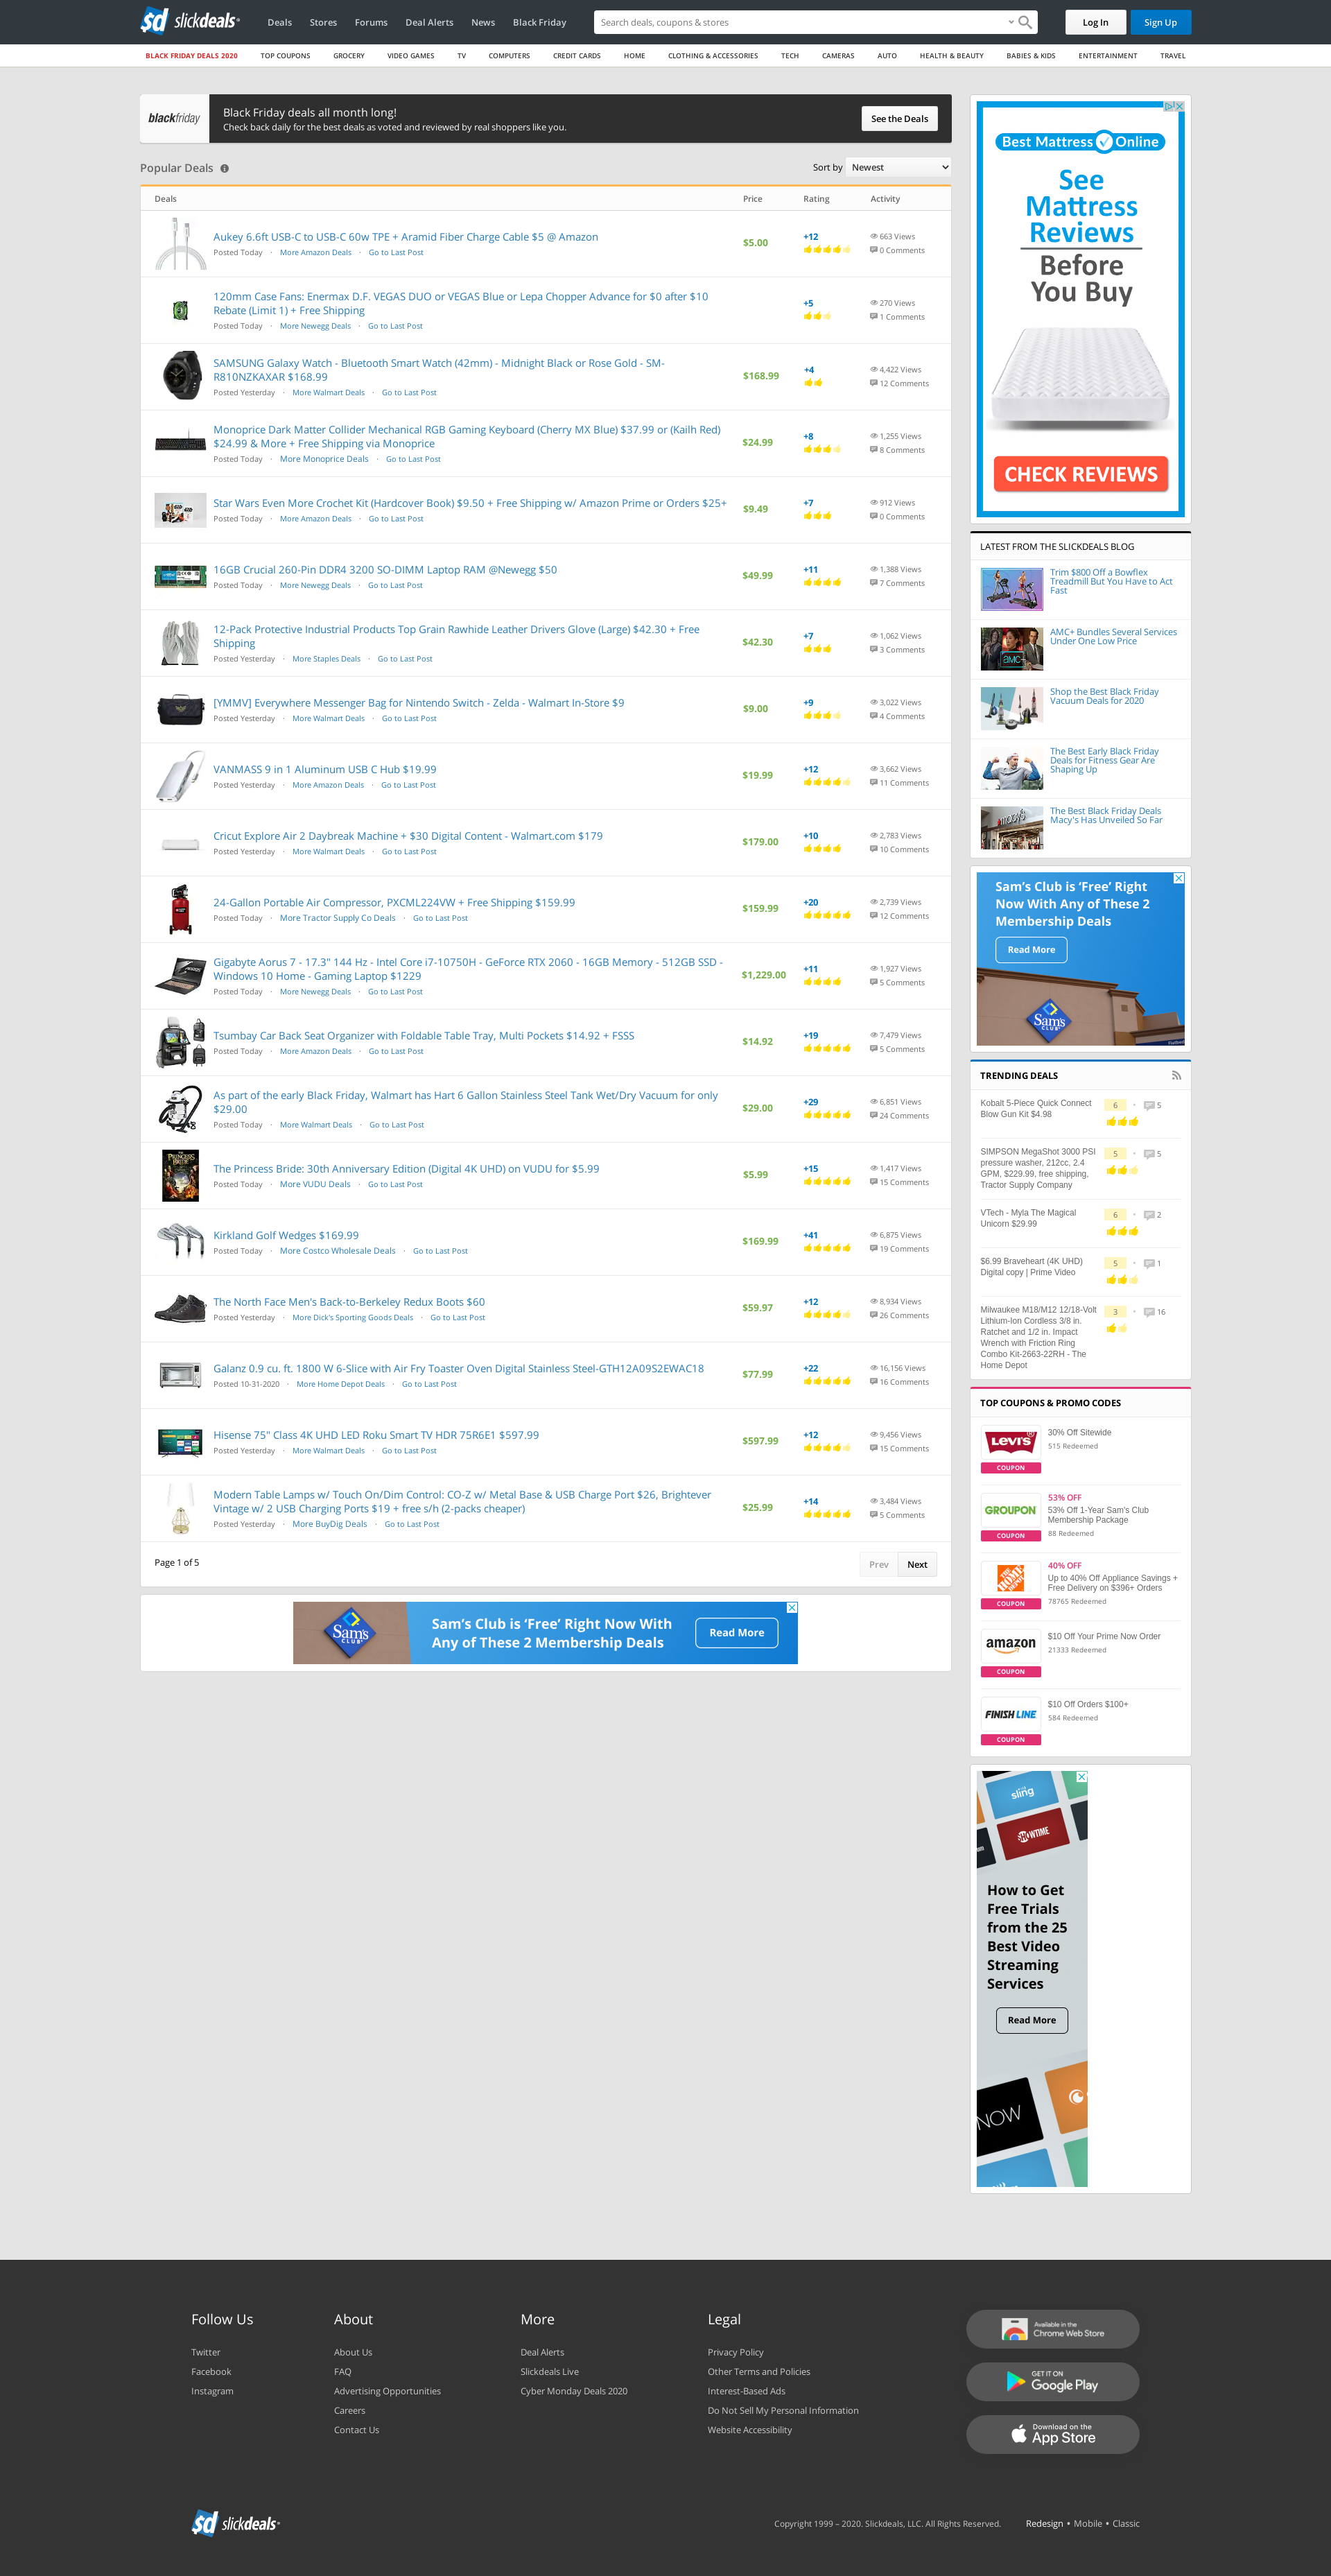 slickdeals
Deals
Stores
Forums
Deal Alerts
News
Black Friday
Search deals, coupons & stores
Log In
Sign Up
BLACK FRIDAY DEALS 2020
TOP COUPONS
GROCERY
VIDEO GAMES
TV
COMPUTERS
CREDIT CARDS
HOME
CLOTHING & ACCESSORIES
TECH
CAMERAS
AUTO
HEALTH & BEAUTY
BABIES & KIDS
ENTERTAINMENT
TRAVEL
blackfriday
Black Friday deals all month long!
Check back daily for the best deals as voted and reviewed by real shoppers like you.
See the Deals
Popular Deals
Sort by Newest
Deals Price Rating Activity
Aukey 6.6ft USB-C to USB-C 60w TPE + Aramid Fiber Charge Cable $5 @ Amazon
Posted Today · More Amazon Deals · Go to Last Post
$5.00
+12
663 Views
0 Comments
120mm Case Fans: Enermax D.F. VEGAS DUO or VEGAS Blue or Lepa Chopper Advance for $0 after $10
Rebate (Limit 1) + Free Shipping
Posted Today · More Newegg Deals · Go to Last Post
+5
270 Views
1 Comments
SAMSUNG Galaxy Watch - Bluetooth Smart Watch (42mm) - Midnight Black or Rose Gold - SM-
R810NZKAXAR $168.99
Posted Yesterday · More Walmart Deals · Go to Last Post
$168.99
+4
4,422 Views
12 Comments
Monoprice Dark Matter Collider Mechanical RGB Gaming Keyboard (Cherry MX Blue) $37.99 or (Kailh Red)
$24.99 & More + Free Shipping via Monoprice
Posted Today · More Monoprice Deals · Go to Last Post
$24.99
+8
1,255 Views
8 Comments
Star Wars Even More Crochet Kit (Hardcover Book) $9.50 + Free Shipping w/ Amazon Prime or Orders $25+
Posted Today · More Amazon Deals · Go to Last Post
$9.49
+7
912 Views
0 Comments
16GB Crucial 260-Pin DDR4 3200 SO-DIMM Laptop RAM @Newegg $50
Posted Today · More Newegg Deals · Go to Last Post
$49.99
+11
1,388 Views
7 Comments
12-Pack Protective Industrial Products Top Grain Rawhide Leather Drivers Glove (Large) $42.30 + Free
Shipping
Posted Yesterday · More Staples Deals · Go to Last Post
$42.30
+7
1,062 Views
3 Comments
[YMMV] Everywhere Messenger Bag for Nintendo Switch - Zelda - Walmart In-Store $9
Posted Yesterday · More Walmart Deals · Go to Last Post
$9.00
+9
3,022 Views
4 Comments
VANMASS 9 in 1 Aluminum USB C Hub $19.99
Posted Yesterday · More Amazon Deals · Go to Last Post
$19.99
+12
3,662 Views
11 Comments
Cricut Explore Air 2 Daybreak Machine + $30 Digital Content - Walmart.com $179
Posted Yesterday · More Walmart Deals · Go to Last Post
$179.00
+10
2,783 Views
10 Comments
24-Gallon Portable Air Compressor, PXCML224VW + Free Shipping $159.99
Posted Today · More Tractor Supply Co Deals · Go to Last Post
$159.99
+20
2,739 Views
12 Comments
Gigabyte Aorus 7 - 17.3" 144 Hz - Intel Core i7-10750H - GeForce RTX 2060 - 16GB Memory - 512GB SSD -
Windows 10 Home - Gaming Laptop $1229
Posted Today · More Newegg Deals · Go to Last Post
$1,229.00
+11
1,927 Views
5 Comments
Tsumbay Car Back Seat Organizer with Foldable Table Tray, Multi Pockets $14.92 + FSSS
Posted Today · More Amazon Deals · Go to Last Post
$14.92
+19
7,479 Views
5 Comments
As part of the early Black Friday, Walmart has Hart 6 Gallon Stainless Steel Tank Wet/Dry Vacuum for only
$29.00
Posted Today · More Walmart Deals · Go to Last Post
$29.00
+29
6,851 Views
24 Comments
The Princess Bride: 30th Anniversary Edition (Digital 4K UHD) on VUDU for $5.99
Posted Today · More VUDU Deals · Go to Last Post
$5.99
+15
1,417 Views
15 Comments
Kirkland Golf Wedges $169.99
Posted Today · More Costco Wholesale Deals · Go to Last Post
$169.99
+41
6,875 Views
19 Comments
The North Face Men's Back-to-Berkeley Redux Boots $60
Posted Yesterday · More Dick's Sporting Goods Deals · Go to Last Post
$59.97
+12
8,934 Views
26 Comments
Galanz 0.9 cu. ft. 1800 W 6-Slice with Air Fry Toaster Oven Digital Stainless Steel-GTH12A09S2EWAC18
Posted 10-31-2020 · More Home Depot Deals · Go to Last Post
$77.99
+22
16,156 Views
16 Comments
Hisense 75" Class 4K UHD LED Roku Smart TV HDR 75R6E1 $597.99
Posted Yesterday · More Walmart Deals · Go to Last Post
$597.99
+12
9,456 Views
15 Comments
Modern Table Lamps w/ Touch On/Dim Control: CO-Z w/ Metal Base & USB Charge Port $26, Brightever
Vintage w/ 2 USB Charging Ports $19 + free s/h (2-packs cheaper)
Posted Yesterday · More BuyDig Deals · Go to Last Post
$25.99
+14
3,484 Views
5 Comments
Page 1 of 5
Prev
Next
Sam's CLUB
Sam's Club is 'Free' Right Now With
Any of These 2 Membership Deals
Read More
Best Mattress Online
See
Mattress
Reviews
Before
You Buy
CHECK REVIEWS
LATEST FROM THE SLICKDEALS BLOG
Trim $800 Off a Bowflex
Treadmill But You Have to Act
Fast
AMC+ Bundles Several Services
Under One Low Price
Shop the Best Black Friday
Vacuum Deals for 2020
The Best Early Black Friday
Deals for Fitness Gear Are
Shaping Up
The Best Black Friday Deals
Macy's Has Unveiled So Far
Sam's Club is 'Free' Right
Now With Any of These 2
Membership Deals
Read More
Sam's CLUB
TRENDING DEALS
Kobalt 5-Piece Quick Connect
Blow Gun Kit $4.98
6 • 5
SIMPSON MegaShot 3000 PSI
pressure washer, 212cc, 2.4
GPM, $229.99, free shipping,
Tractor Supply Company
5 • 5
VTech - Myla The Magical
Unicorn $29.99
6 • 2
$6.99 Braveheart (4K UHD)
Digital copy | Prime Video
5 • 1
Milwaukee M18/M12 12/18-Volt
Lithium-Ion Cordless 3/8 in.
Ratchet and 1/2 in. Impact
Wrench with Friction Ring
Combo Kit-2663-22RH - The
Home Depot
3 • 16
TOP COUPONS & PROMO CODES
LEVI'S
COUPON
30% Off Sitewide
515 Redeemed
GROUPON
COUPON
53% OFF
53% Off 1-Year Sam's Club
Membership Package
88 Redeemed
THE HOME DEPOT
COUPON
40% OFF
Up to 40% Off Appliance Savings +
Free Delivery on $396+ Orders
78765 Redeemed
amazon
COUPON
$10 Off Your Prime Now Order
21333 Redeemed
FINISH LINE
COUPON
$10 Off Orders $100+
584 Redeemed
sling
SHOWTIME
How to Get
Free Trials
from the 25
Best Video
Streaming
Services
Read More
NOW
Follow Us
Twitter
Facebook
Instagram
About
About Us
FAQ
Advertising Opportunities
Careers
Contact Us
More
Deal Alerts
Slickdeals Live
Cyber Monday Deals 2020
Legal
Privacy Policy
Other Terms and Policies
Interest-Based Ads
Do Not Sell My Personal Information
Website Accessibility
Available in the
Chrome Web Store
GET IT ON
Google Play
Download on the
App Store
slickdeals
Copyright 1999 – 2020. Slickdeals, LLC. All Rights Reserved.
Redesign • Mobile • Classic